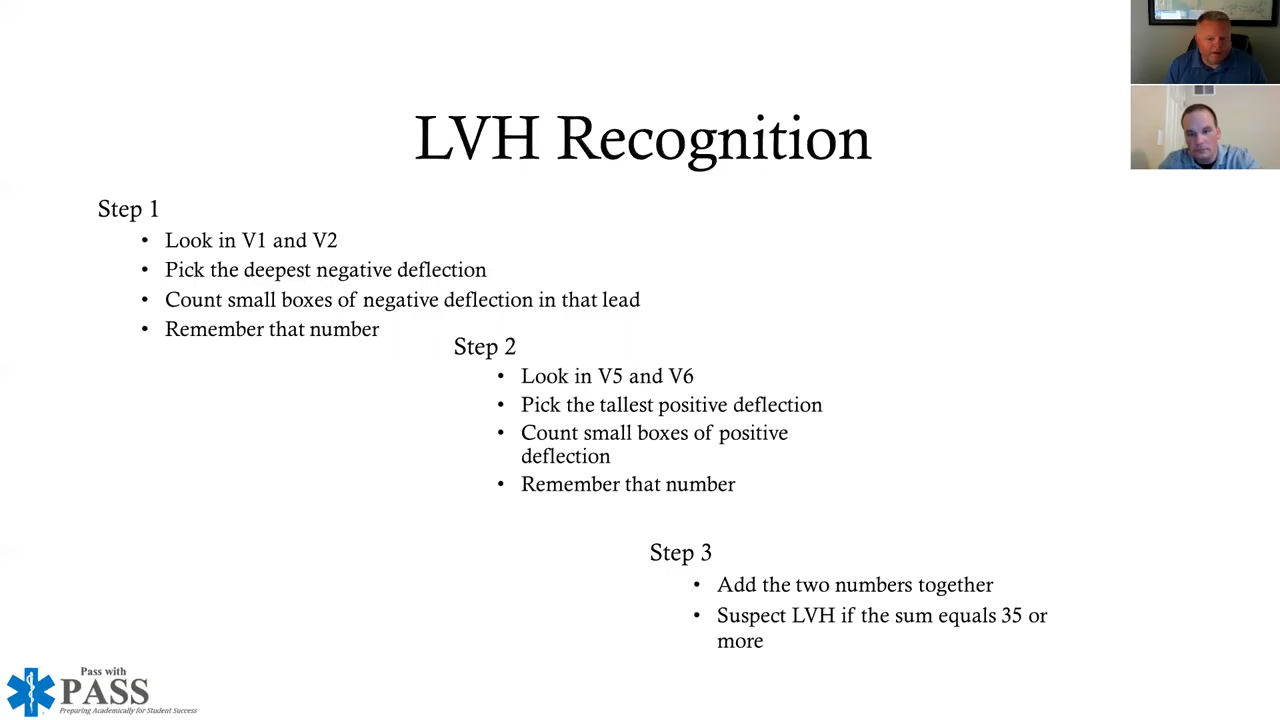 LVH Recognition
Step 1
• Look in V1 and V2
• Pick the deepest negative deflection
• Count small boxes of negative deflection in that lead
• Remember that number
Step 2
• Look in V5 and V6
• Pick the tallest positive deflection
• Count small boxes of positive
deflection
• Remember that number
Step 3
• Add the two numbers together
• Suspect LVH if the sum equals 35 or
more
Pass with
PASS
Preparing Academically for Student Success